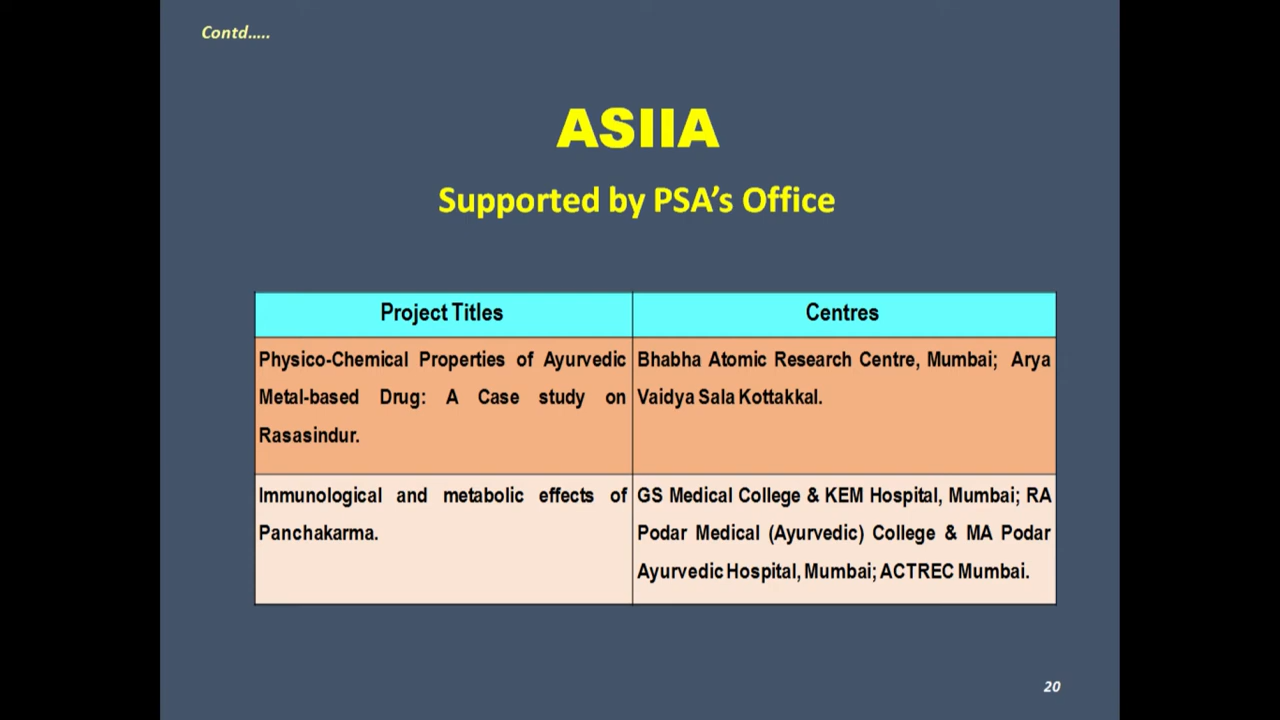 Contd.....
ASIIA
Supported by PSA’s Office
Project Titles
Centres
Physico-Chemical Properties of Ayurvedic
Metal-based Drug: A Case study on
Rasasindur.
Bhabha Atomic Research Centre, Mumbai; Arya
Vaidya Sala Kottakkal.
Immunological and metabolic effects of
Panchakarma.
GS Medical College & KEM Hospital, Mumbai; RA
Podar Medical (Ayurvedic) College & MA Podar
Ayurvedic Hospital, Mumbai; ACTREC Mumbai.
20